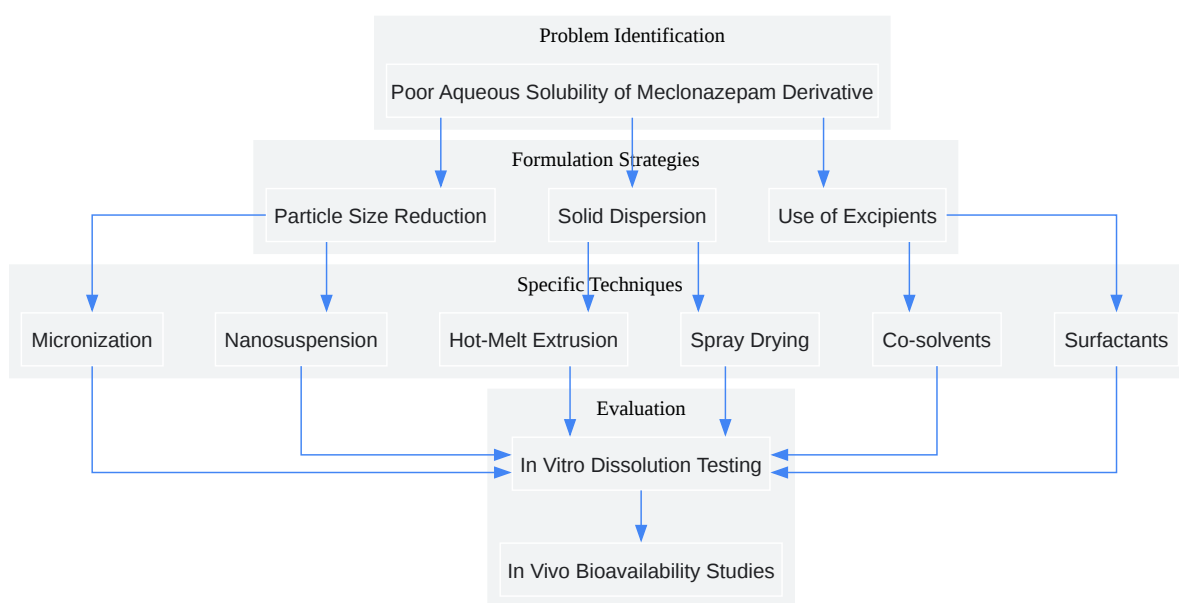 Problem Identification
Poor Aqueous Solubility of Meclonazepam Derivative
Formulation Strategies
Particle Size Reduction
Solid Dispersion
Use of Excipients
Specific Techniques
Micronization
Nanosuspension
Hot-Melt Extrusion
Spray Drying
Co-solvents
Surfactants
Evaluation
In Vitro Dissolution Testing
In Vivo Bioavailability Studies